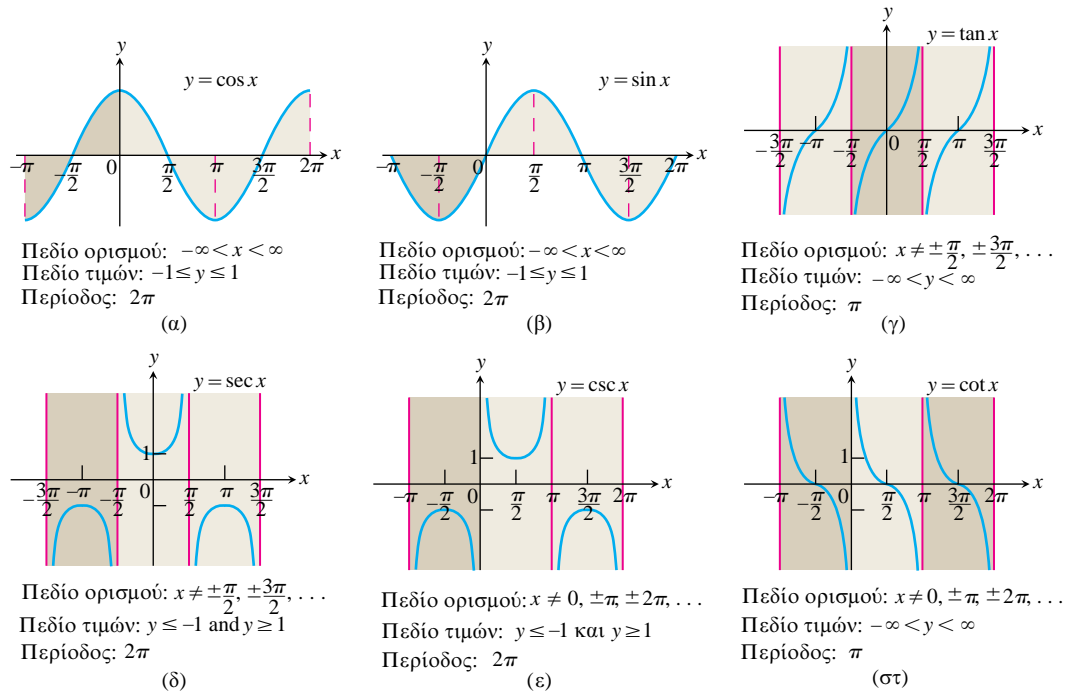 y
y = cos x
−π
−π/2
0
π/2
π
3π/2
2π
x
Πεδίο ορισμού: −∞ < x < ∞
Πεδίο τιμών: −1 ≤ y ≤ 1
Περίοδος: 2π
(α)
y
y = sin x
−π
−π/2
0
π/2
π
3π/2
2π
x
Πεδίο ορισμού: −∞ < x < ∞
Πεδίο τιμών: −1 ≤ y ≤ 1
Περίοδος: 2π
(β)
y
y = tan x
−3π/2
−π
−π/2
0
π/2
π
3π/2
x
Πεδίο ορισμού: x ≠ ±π/2, ±3π/2, . . .
Πεδίο τιμών: −∞ < y < ∞
Περίοδος: π
(γ)
y
y = sec x
1
−3π/2
−π
−π/2
0
π/2
π
3π/2
x
Πεδίο ορισμού: x ≠ ±π/2, ±3π/2, . . .
Πεδίο τιμών: y ≤ −1 and y ≥ 1
Περίοδος: 2π
(δ)
y
y = csc x
1
−π
−π/2
0
π/2
π
3π/2
2π
x
Πεδίο ορισμού: x ≠ 0, ±π, ±2π, . . .
Πεδίο τιμών: y ≤ −1 και y ≥ 1
Περίοδος: 2π
(ε)
y
y = cot x
1
−π
−π/2
0
π/2
π
3π/2
2π
x
Πεδίο ορισμού: x ≠ 0, ±π, ±2π, . . .
Πεδίο τιμών: −∞ < y < ∞
Περίοδος: π
(στ)